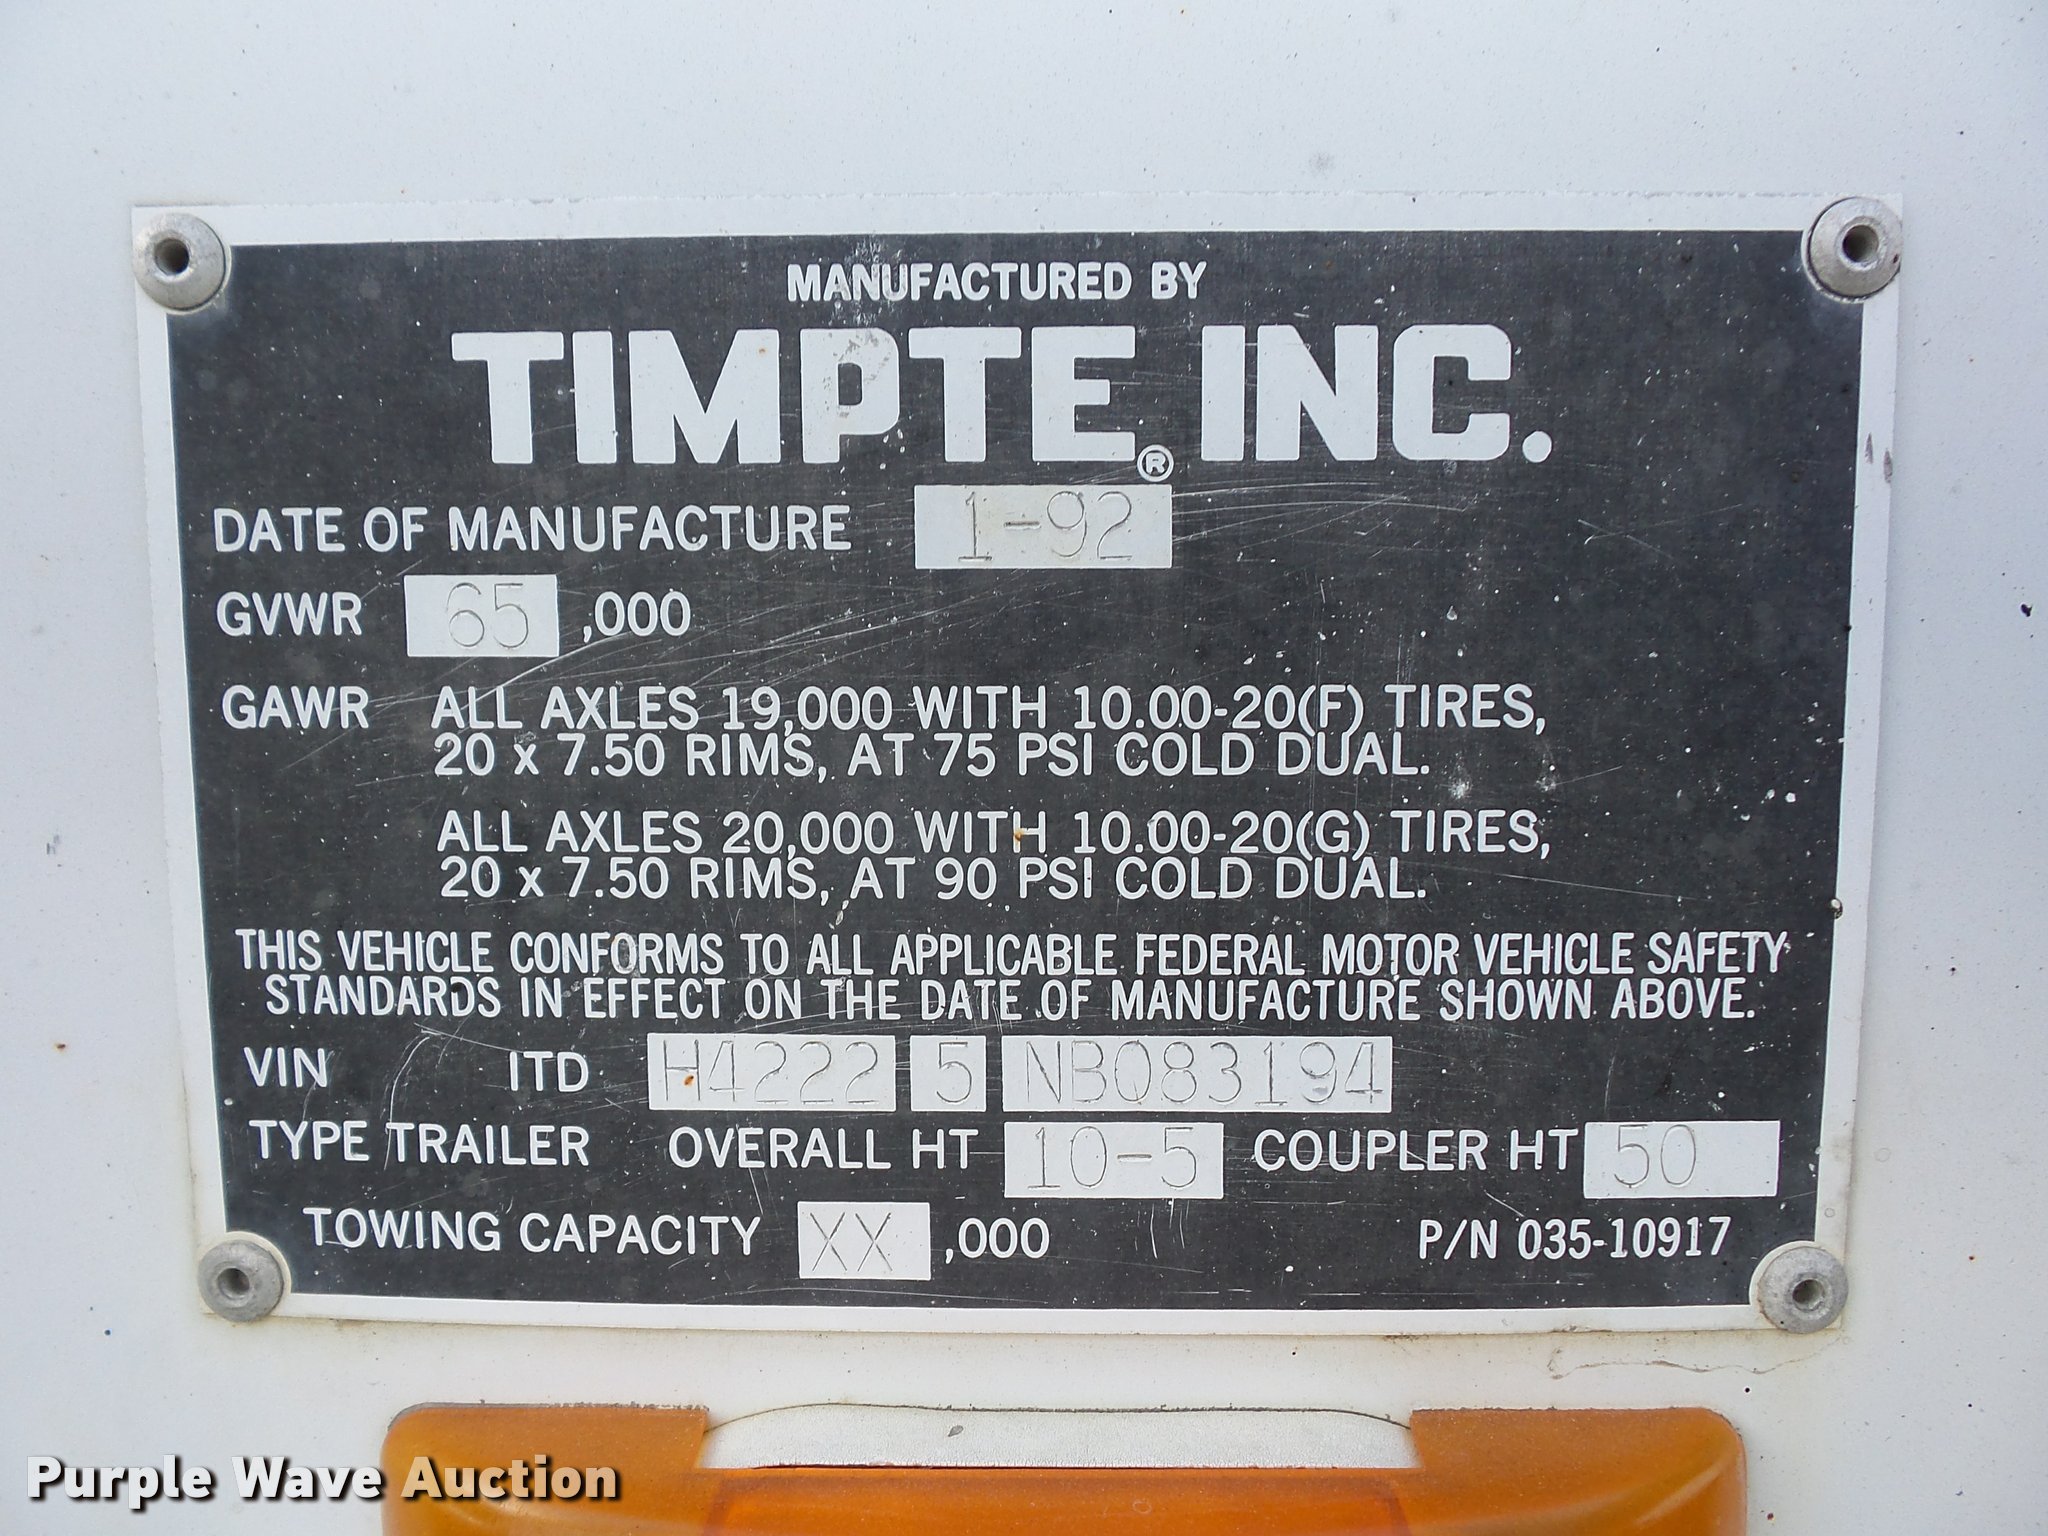 MANUFACTURED BY
TIMPTE® INC.
DATE OF MANUFACTURE 1-92
GVWR 65 ,000
GAWR ALL AXLES 19,000 WITH 10.00-20(F) TIRES,
20 x 7.50 RIMS, AT 75 PSI COLD DUAL.
ALL AXLES 20,000 WITH 10.00-20(G) TIRES,
20 x 7.50 RIMS, AT 90 PSI COLD DUAL.
THIS VEHICLE CONFORMS TO ALL APPLICABLE FEDERAL MOTOR VEHICLE SAFETY
STANDARDS IN EFFECT ON THE DATE OF MANUFACTURE SHOWN ABOVE.
VIN 1TD H4222 5 NB083194
TYPE TRAILER OVERALL HT 10-5 COUPLER HT 50
TOWING CAPACITY XX ,000 P/N 035-10917
Purple Wave Auction